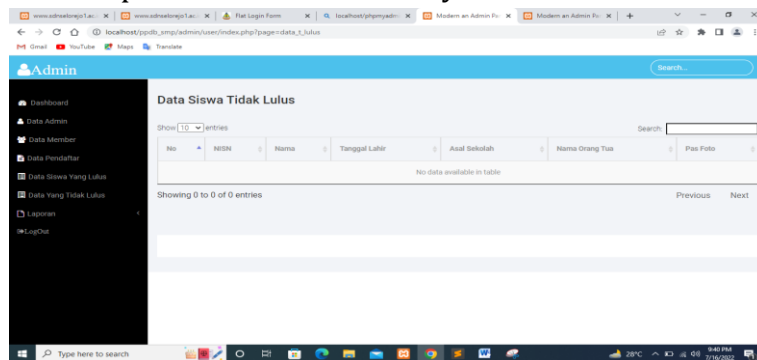 www.sdnselorejo1.ac
www.sdnselorejo1.ac
Flat Login Form
localhost/phpmyadmi
Modern an Admin Pa
Modern an Admin Pa
localhost/ppdb_smp/admin/user/index.php?page=data_t_lulus
Gmail YouTube Maps Translate
Admin
Search...
Dashboard
Data Admin
Data Member
Data Pendaftar
Data Siswa Yang Lulus
Data Yang Tidak Lulus
Laporan
LogOut
Data Siswa Tidak Lulus
Show 10 entries
Search:
No NISN Nama Tanggal Lahir Asal Sekolah Nama Orang Tua Pas Foto
No data available in table
Showing 0 to 0 of 0 entries
Previous Next
Type here to search
28°C
9:40 PM
7/16/2022